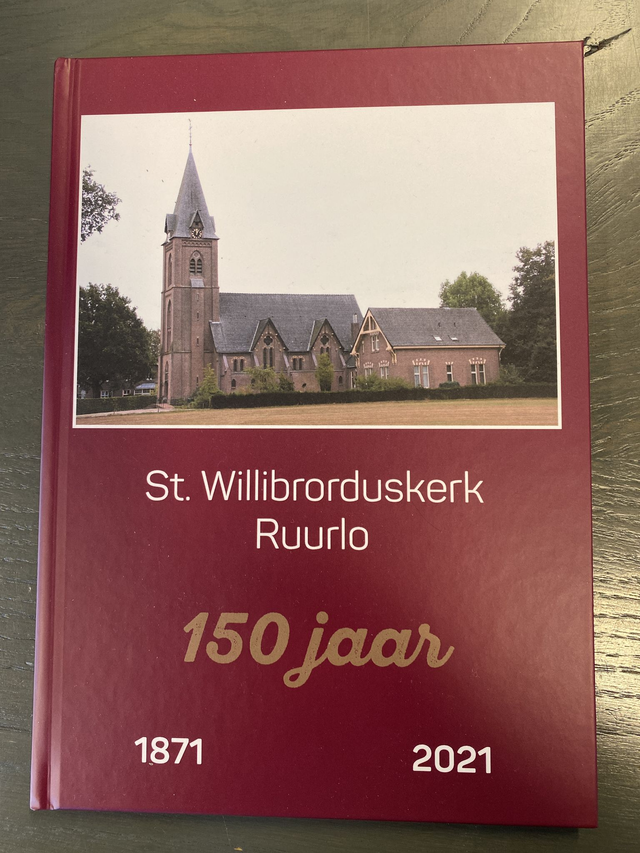 St. Willibrorduskerk
Ruurlo
150 jaar
1871
2021